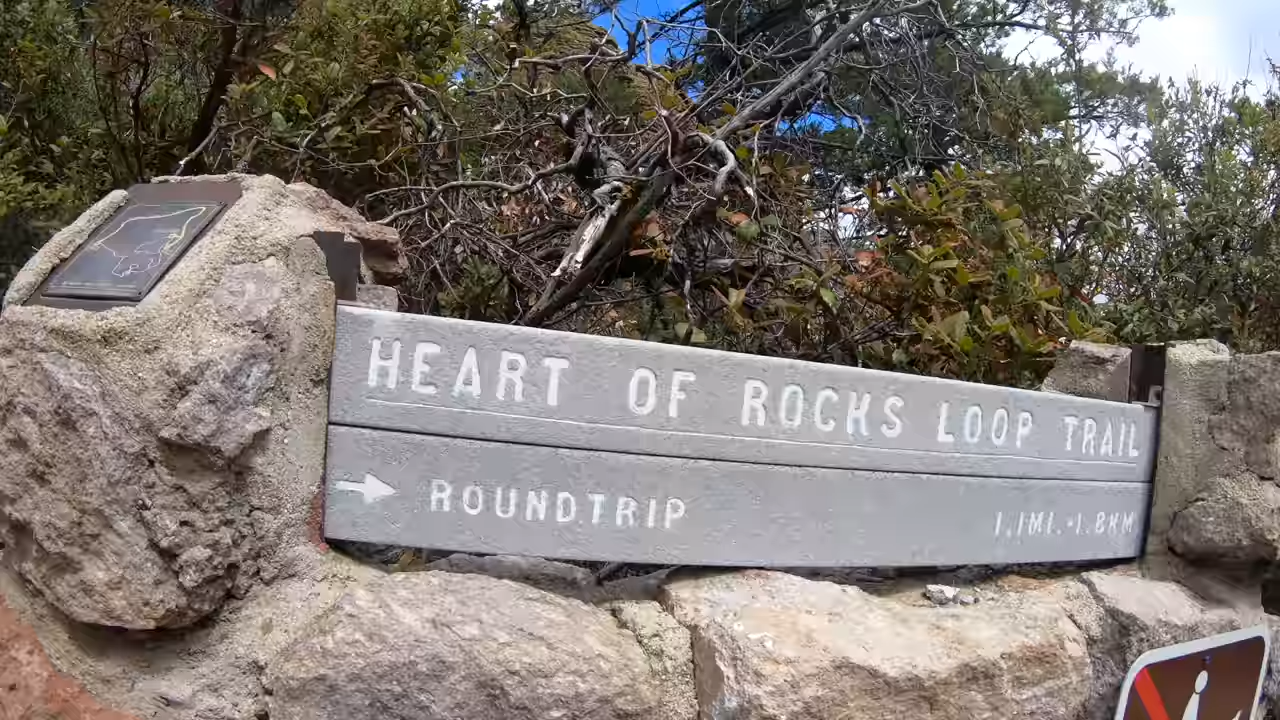 HEART OF ROCKS LOOP TRAIL
→ ROUNDTRIP 1.1MI.-1.8KM